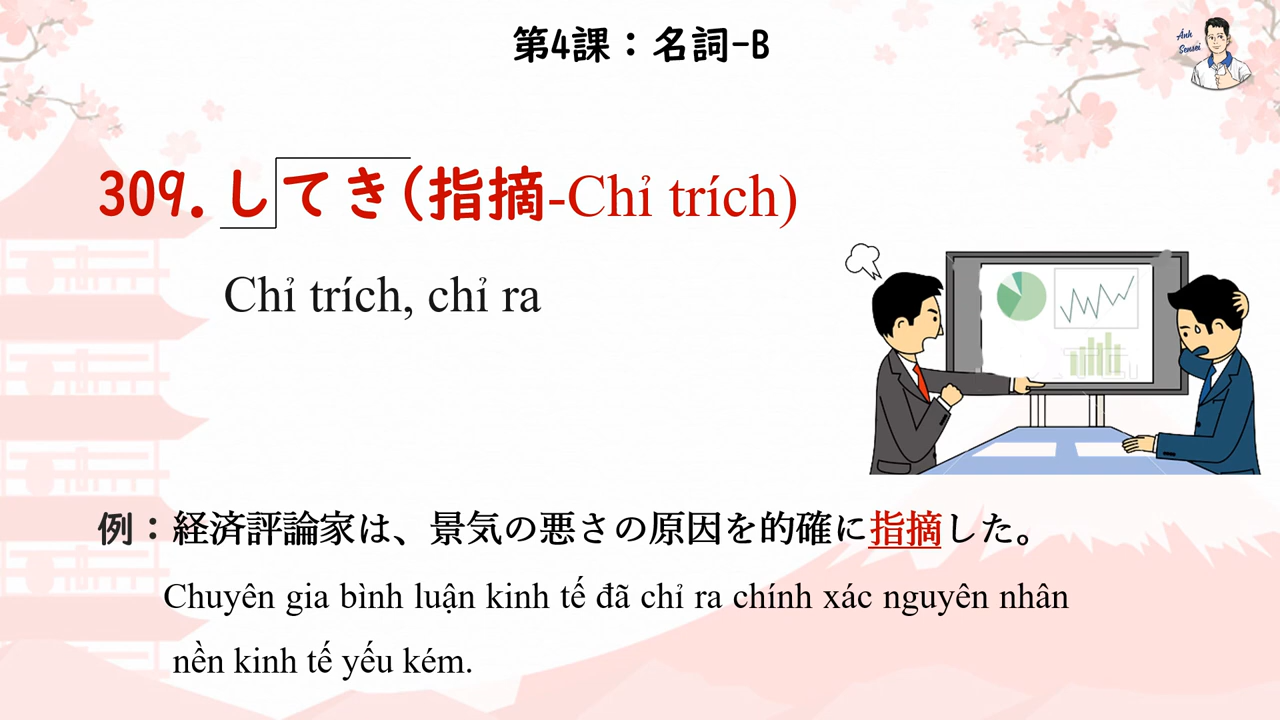 第4課：名詞-B
Anh
Sensei
309. してき(指摘-Chỉ trích)
Chỉ trích, chỉ ra
例：経済評論家は、景気の悪さの原因を的確に指摘した。
Chuyên gia bình luận kinh tế đã chỉ ra chính xác nguyên nhân
nền kinh tế yếu kém.